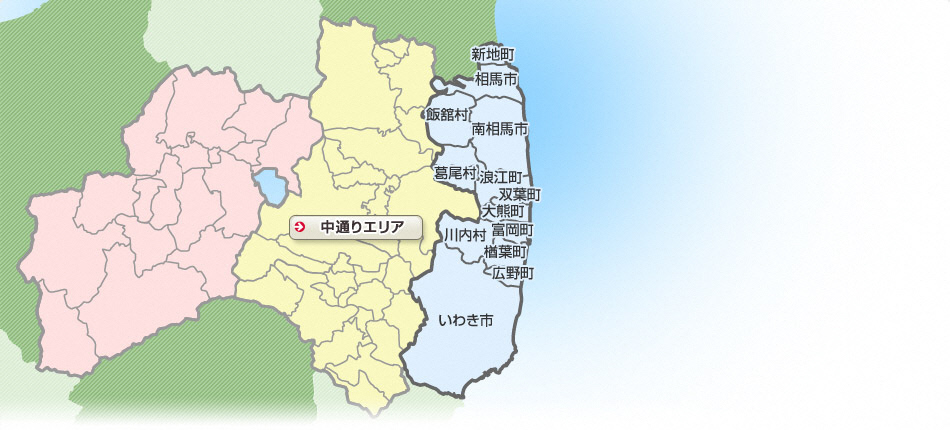 新地町
相馬市
飯舘村
南相馬市
葛尾村
浪江町
双葉町
大熊町
中通りエリア
川内村
富岡町
楢葉町
広野町
いわき市